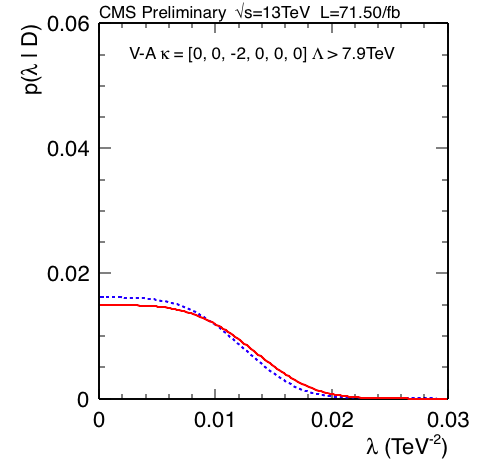 CMS Preliminary √s=13TeV L=71.50/fb
V-A κ = [0, 0, -2, 0, 0, 0] Λ > 7.9TeV
p(λ | D)
0.06
0.04
0.02
0
0 0.01 0.02 0.03
λ (TeV⁻²)